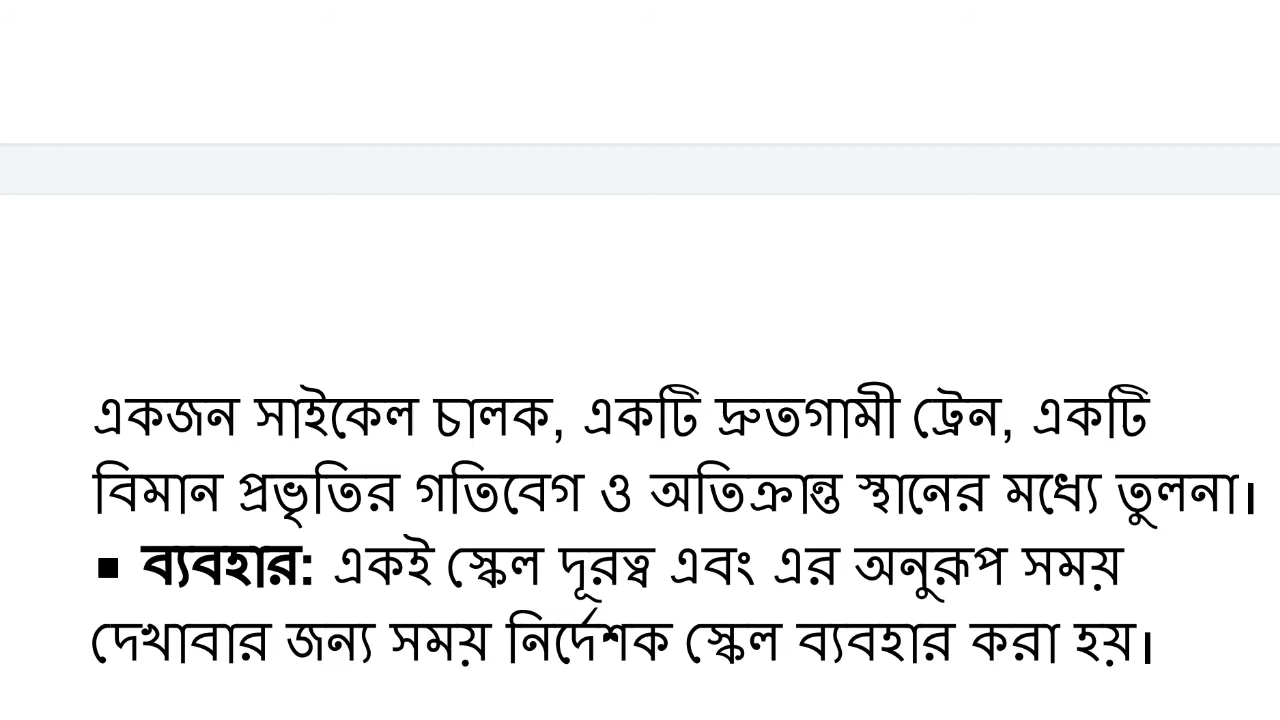 একজন সাইকেল চালক, একটি দ্রুতগামী ট্রেন, একটি
বিমান প্রভৃতির গতিবেগ ও অতিক্রান্ত স্থানের মধ্যে তুলনা।
▪ ব্যবহার: একই স্কেল দূরত্ব এবং এর অনুরূপ সময়
দেখাবার জন্য সময় নির্দেশক স্কেল ব্যবহার করা হয়।